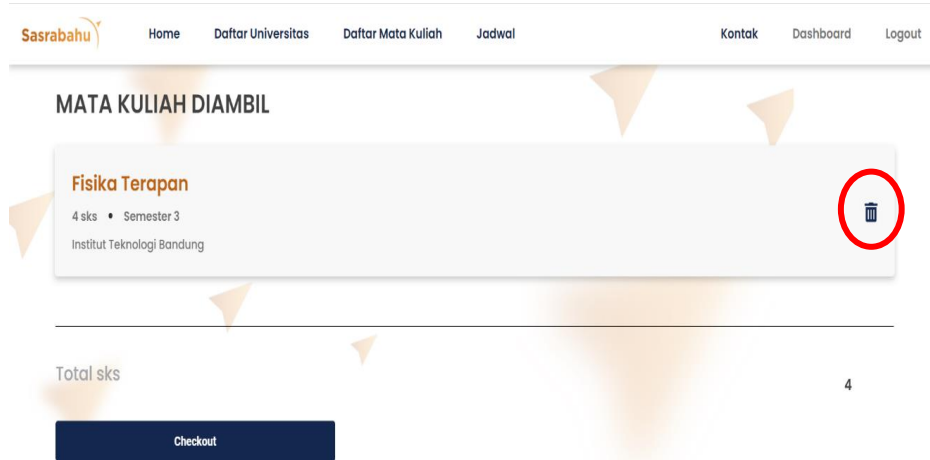 Sasrabahu Home Daftar Universitas Daftar Mata Kuliah Jadwal Kontak Dashboard Logout
MATA KULIAH DIAMBIL
Fisika Terapan
4 sks • Semester 3
Institut Teknologi Bandung
Total sks 4
Checkout